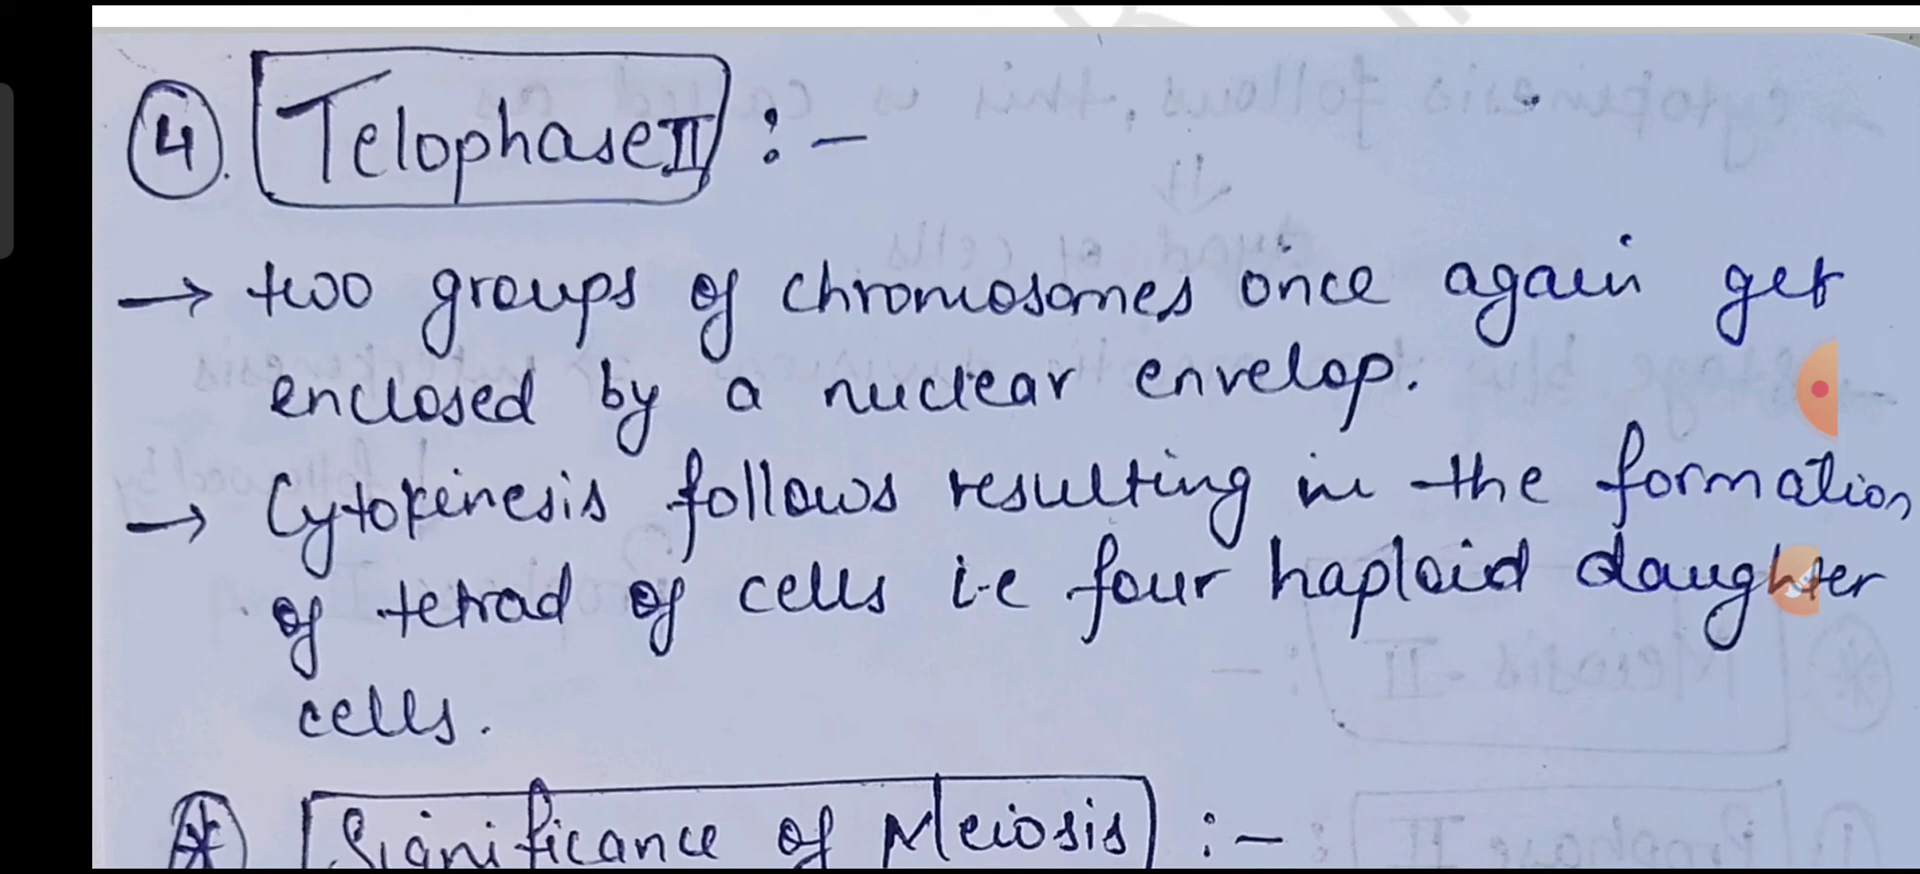 4. Telophase II :-
→ two groups of chromosomes once again get
enclosed by a nuclear envelop.
→ Cytokinesis follows resulting in the formation
of tetrad of cells i.e four haploid daughter
cells.
* Significance of Meiosis :-